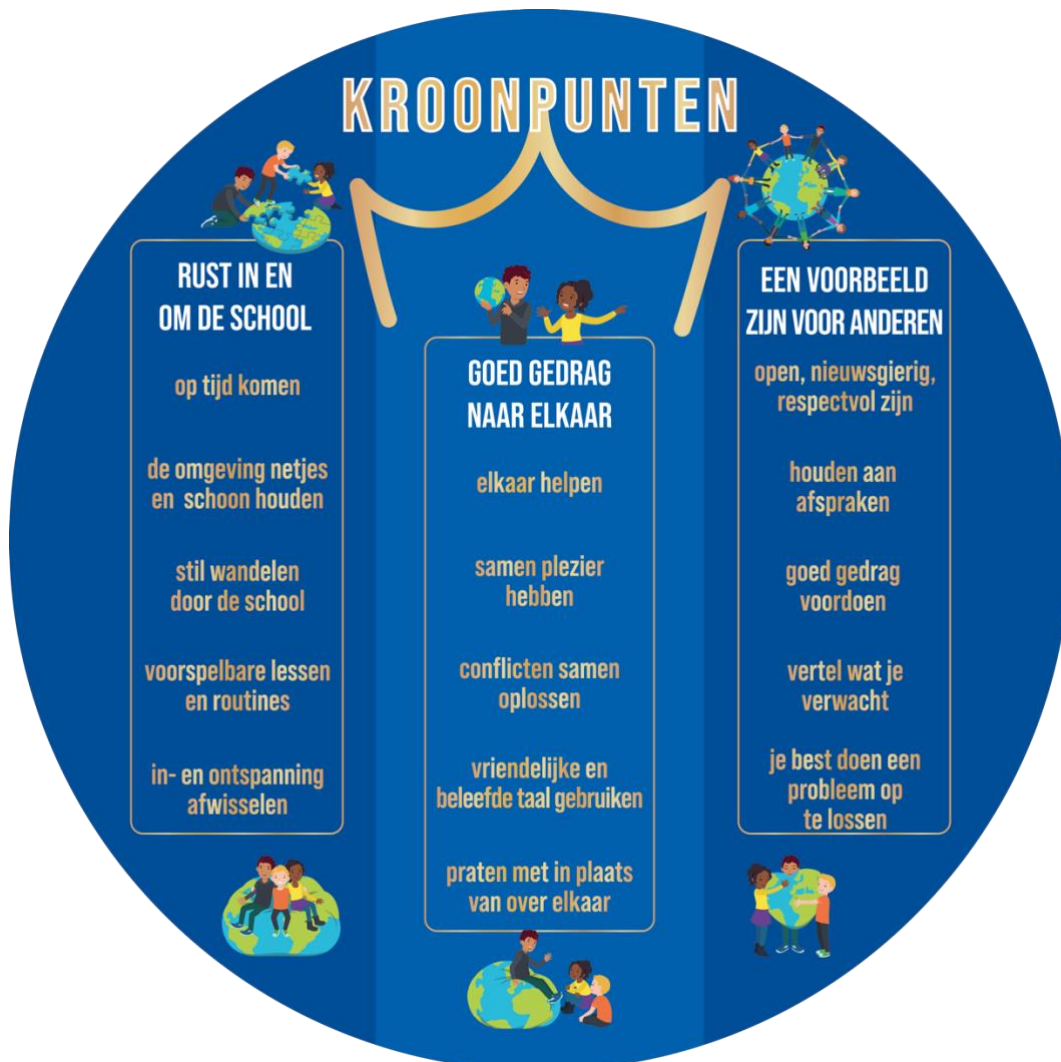 KROONPUNTEN
RUST IN EN
OM DE SCHOOL
op tijd komen
de omgeving netjes
en schoon houden
stil wandelen
door de school
voorspelbare lessen
en routines
in- en ontspanning
afwisselen
GOED GEDRAG
NAAR ELKAAR
elkaar helpen
samen plezier
hebben
conflicten samen
oplossen
vriendelijke en
beleefde taal gebruiken
praten met in plaats
van over elkaar
EEN VOORBEELD
ZIJN VOOR ANDEREN
open, nieuwsgierig,
respectvol zijn
houden aan
afspraken
goed gedrag
voordoen
vertel wat je
verwacht
je best doen een
probleem op
te lossen